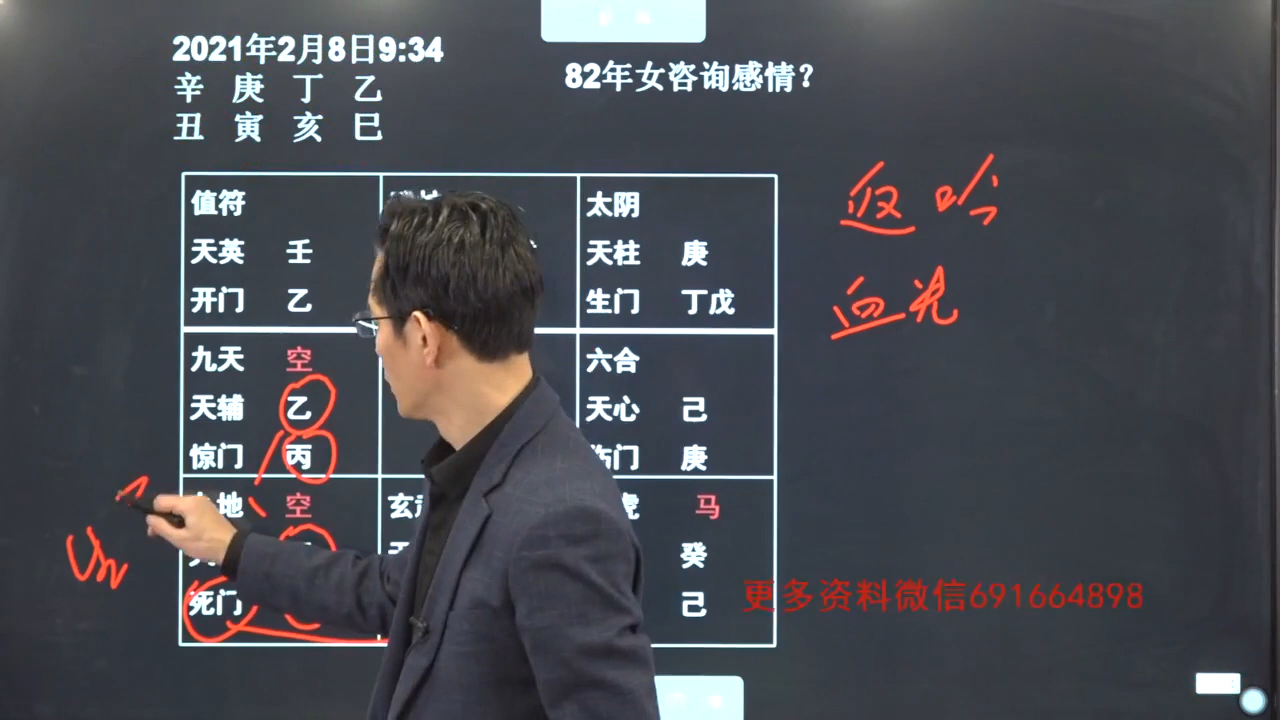 2021年2月8日9:34
82年女咨询感情?
辛 庚 丁 乙
丑 寅 亥 巳
值符
天英 壬
开门 乙
太阴
天柱 庚
生门 丁戊
九天 空
天辅 乙
惊门 丙
六合
天心 己
伤门 庚
地 空
死门
玄
马
癸
己
返吟
血光
更多资料微信691664898